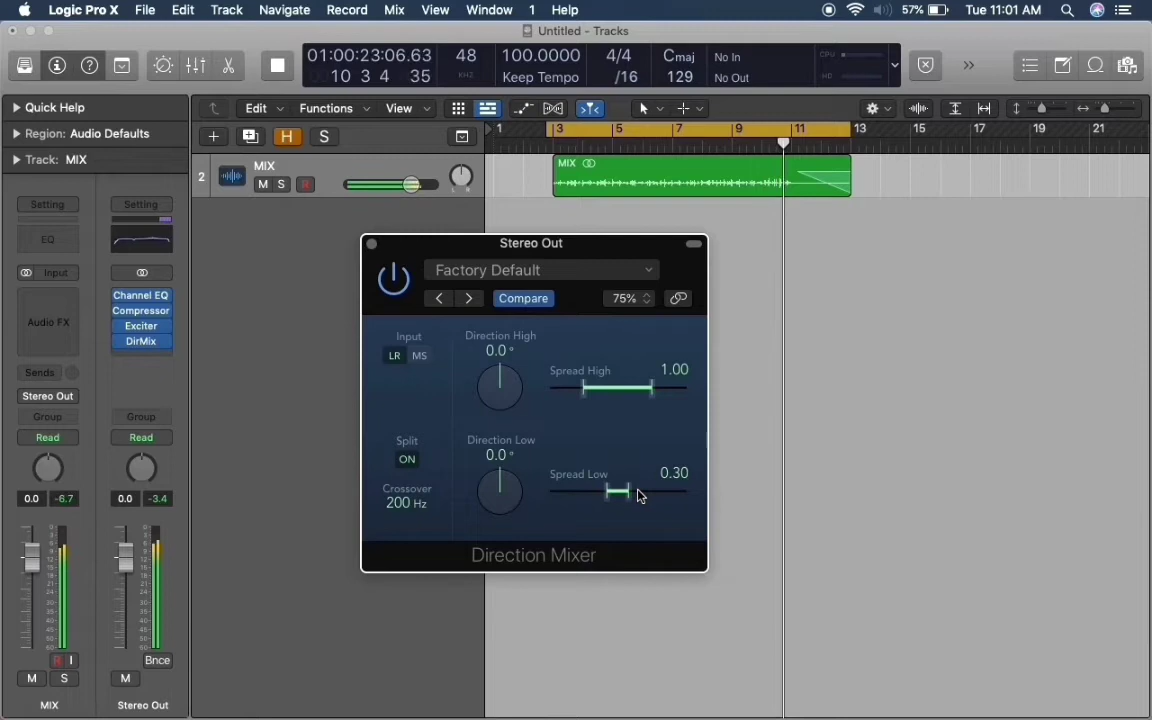 Logic Pro X File Edit Track Navigate Record Mix View Window 1 Help 57% Tue 11:01 AM
Untitled - Tracks
01:00:23:06.63 48 100.0000 4/4 Cmaj No In CPU
10 3 4 35 KHZ Keep Tempo /16 129 No Out HD
Quick Help
Edit Functions View
Region: Audio Defaults
H S
1 3 5 7 9 11 13 15 17 19 21
Track: MIX
2 MIX
M S R L R
MIX
Setting Setting
EQ
Input
Audio FX
Channel EQ
Compressor
Exciter
DirMix
Sends
Stereo Out
Group Group
Read Read
0.0 -6.7 0.0 -3.4
R I Bnce
M S M
MIX Stereo Out
Stereo Out
Factory Default
Compare 75%
Input
LR MS
Direction High
0.0 °
Spread High 1.00
Split
ON
Crossover
200 Hz
Direction Low
0.0 °
Spread Low 0.30
Direction Mixer